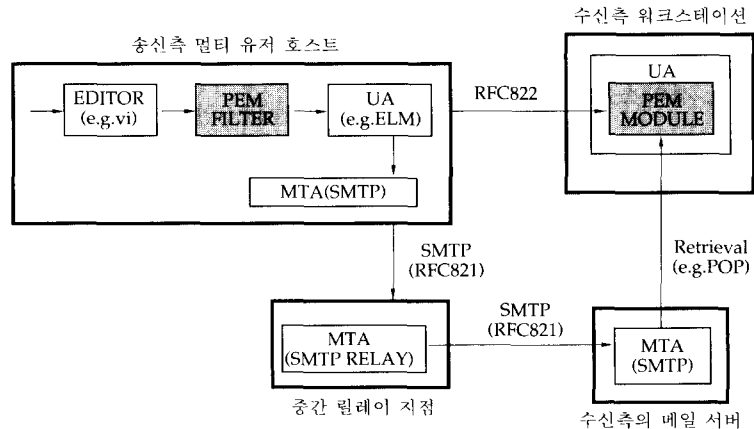 수신측 워크스테이션
송신측 멀티 유저 호스트
EDITOR
(e.g.vi)
PEM
FILTER
UA
(e.g.ELM)
MTA(SMTP)
RFC822
UA
PEM
MODULE
SMTP
(RFC821)
Retrieval
(e.g.POP)
MTA
(SMTP RELAY)
SMTP
(RFC821)
MTA
(SMTP)
중간 릴레이 지점
수신측의 메일 서버